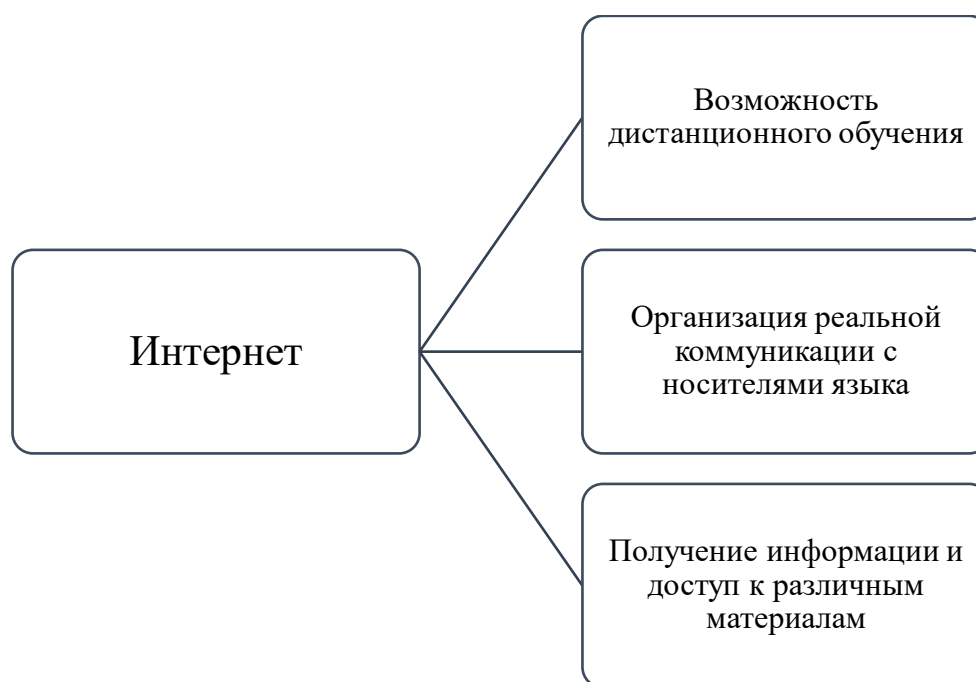 Возможность
дистанционного обучения
Интернет
Организация реальной
коммуникации с
носителями языка
Получение информации и
доступ к различным
материалам